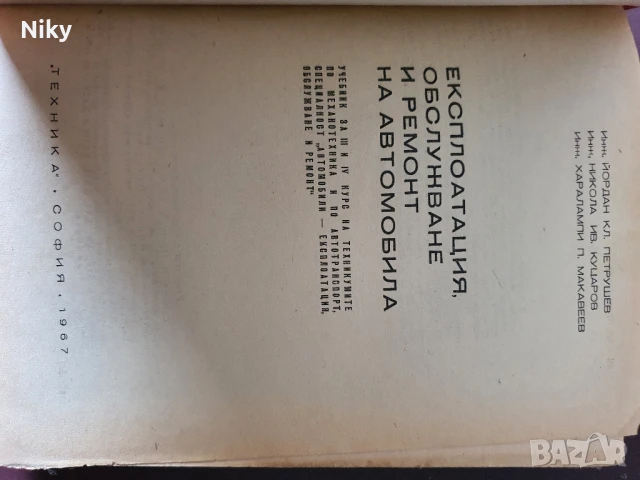 Niky
Инж. ЙОРДАН КЛ. ПЕТРУШЕВ
Инж. НИКОЛА ИВ. КУЦАРОВ
Инж. ХАРАЛАМПИ П. МАКАВЕЕВ
ЕКСПЛОАТАЦИЯ,
ОБСЛУЖВАНЕ
И РЕМОНТ
НА АВТОМОБИЛА
УЧЕБНИК ЗА III И IV КУРС НА ТЕХНИКУМИТЕ
ПО МЕХАНОТЕХНИКА И ПО АВТОТРАНСПОРТ,
СПЕЦИАЛНОСТ „АВТОМОБИЛИ — ЕКСПЛОАТАЦИЯ,
ОБСЛУЖВАНЕ И РЕМОНТ“
„ТЕХНИКА“ • СОФИЯ • 1967
BAZAR